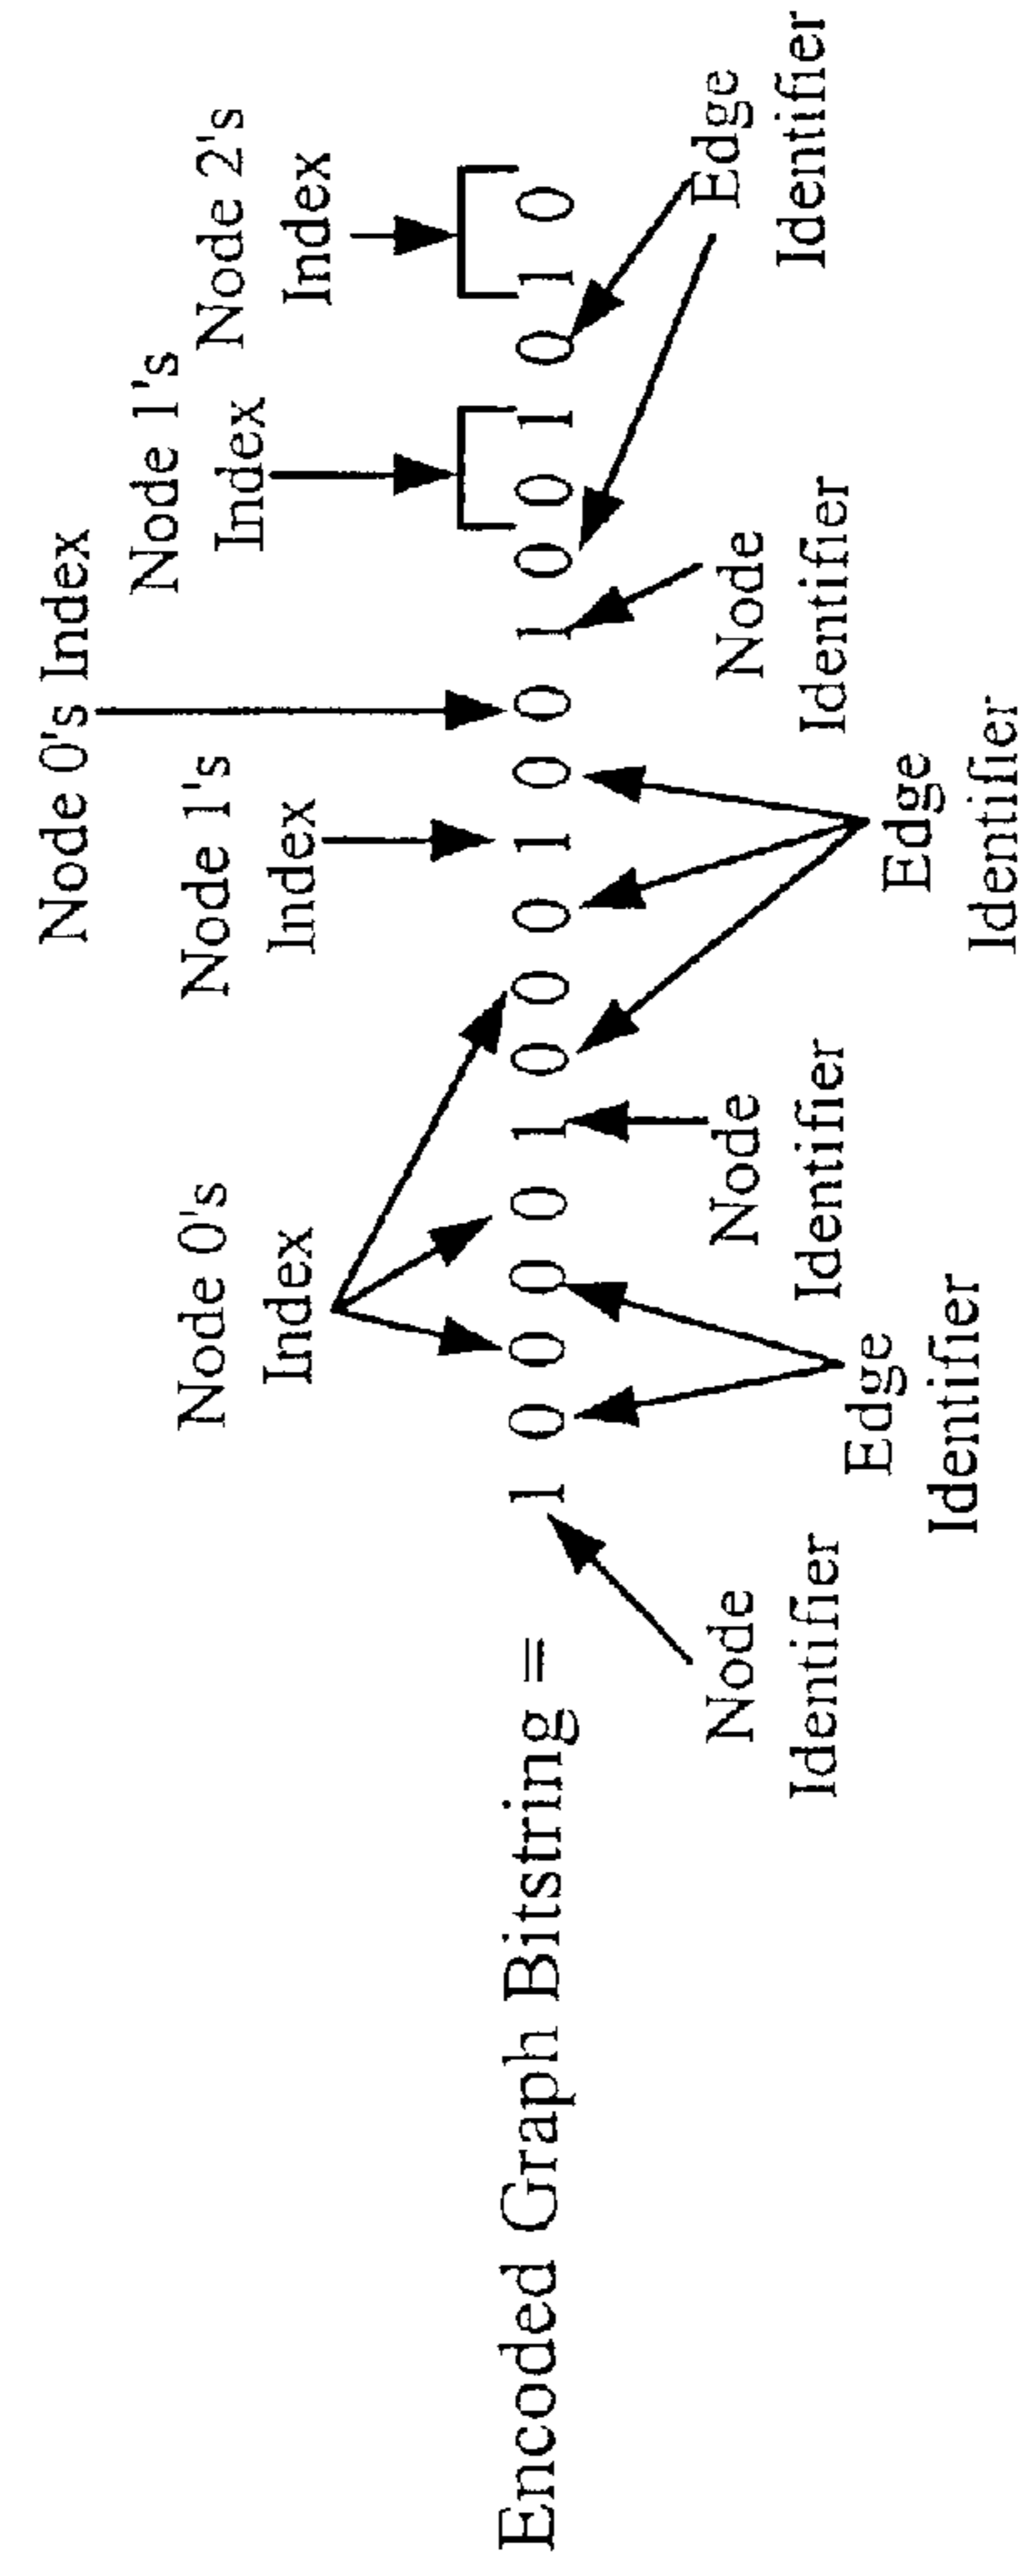 Node 0's Index
Node 1's
Index
Node 0's
Index
Node 1's
Index
Node 2's
Index
Encoded Graph Bitstring = 1 0 0 0 0 1 0 0 0 1 0 0 1 0 0 1 0 1 0
Node
Identifier
Edge
Identifier
Node
Identifier
Edge
Identifier
Node
Identifier
Edge
Identifier